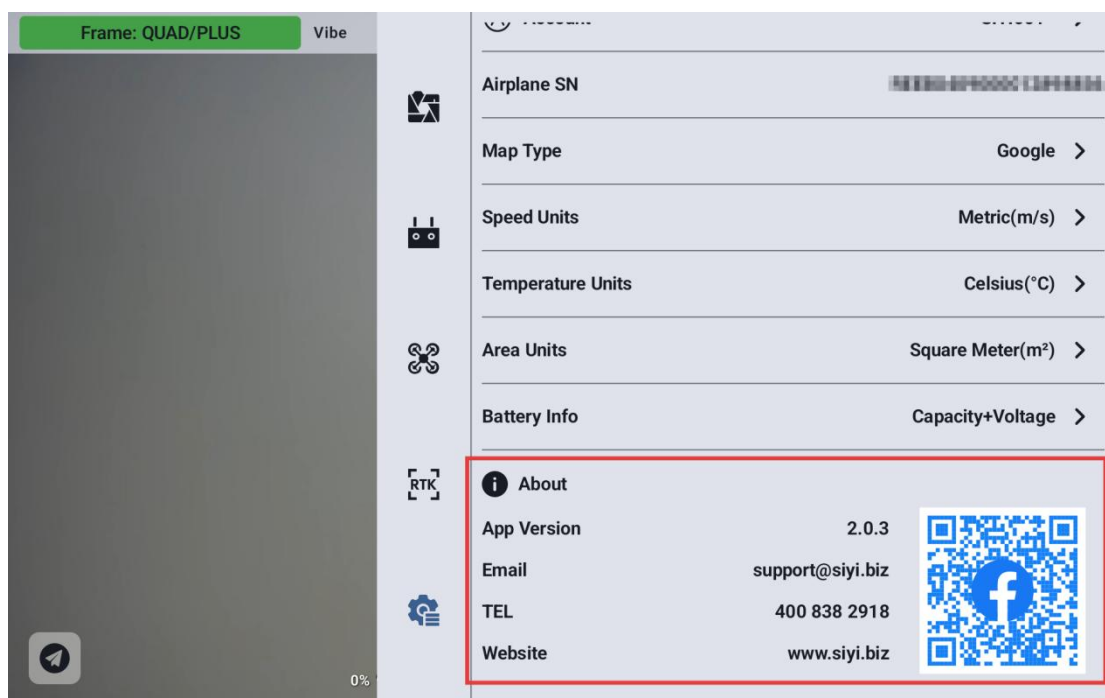 Frame: QUAD/PLUS
Vibe
Account
Airplane SN
Map Type Google
Speed Units Metric(m/s)
Temperature Units Celsius(°C)
Area Units Square Meter(m²)
Battery Info Capacity+Voltage
RTK
About
App Version 2.0.3
Email support@siyi.biz
TEL 400 838 2918
Website www.siyi.biz
0%